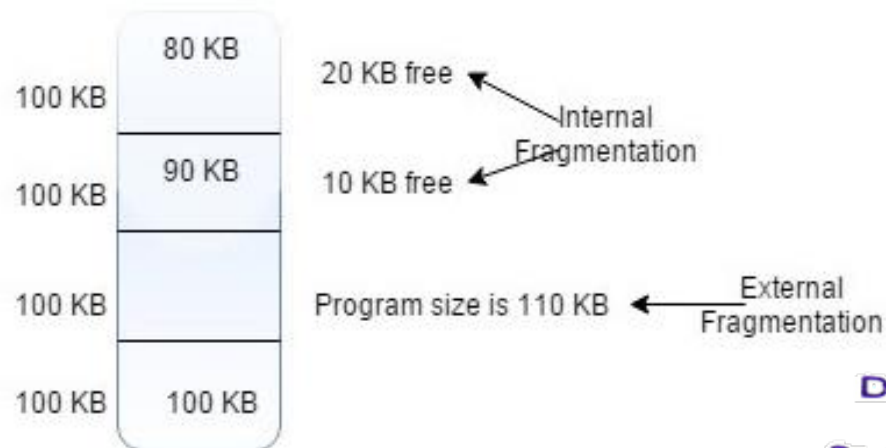 80 KB
100 KB
20 KB free
Internal
Fragmentation
90 KB
100 KB
10 KB free
100 KB
Program size is 110 KB
External
Fragmentation
100 KB
100 KB
D